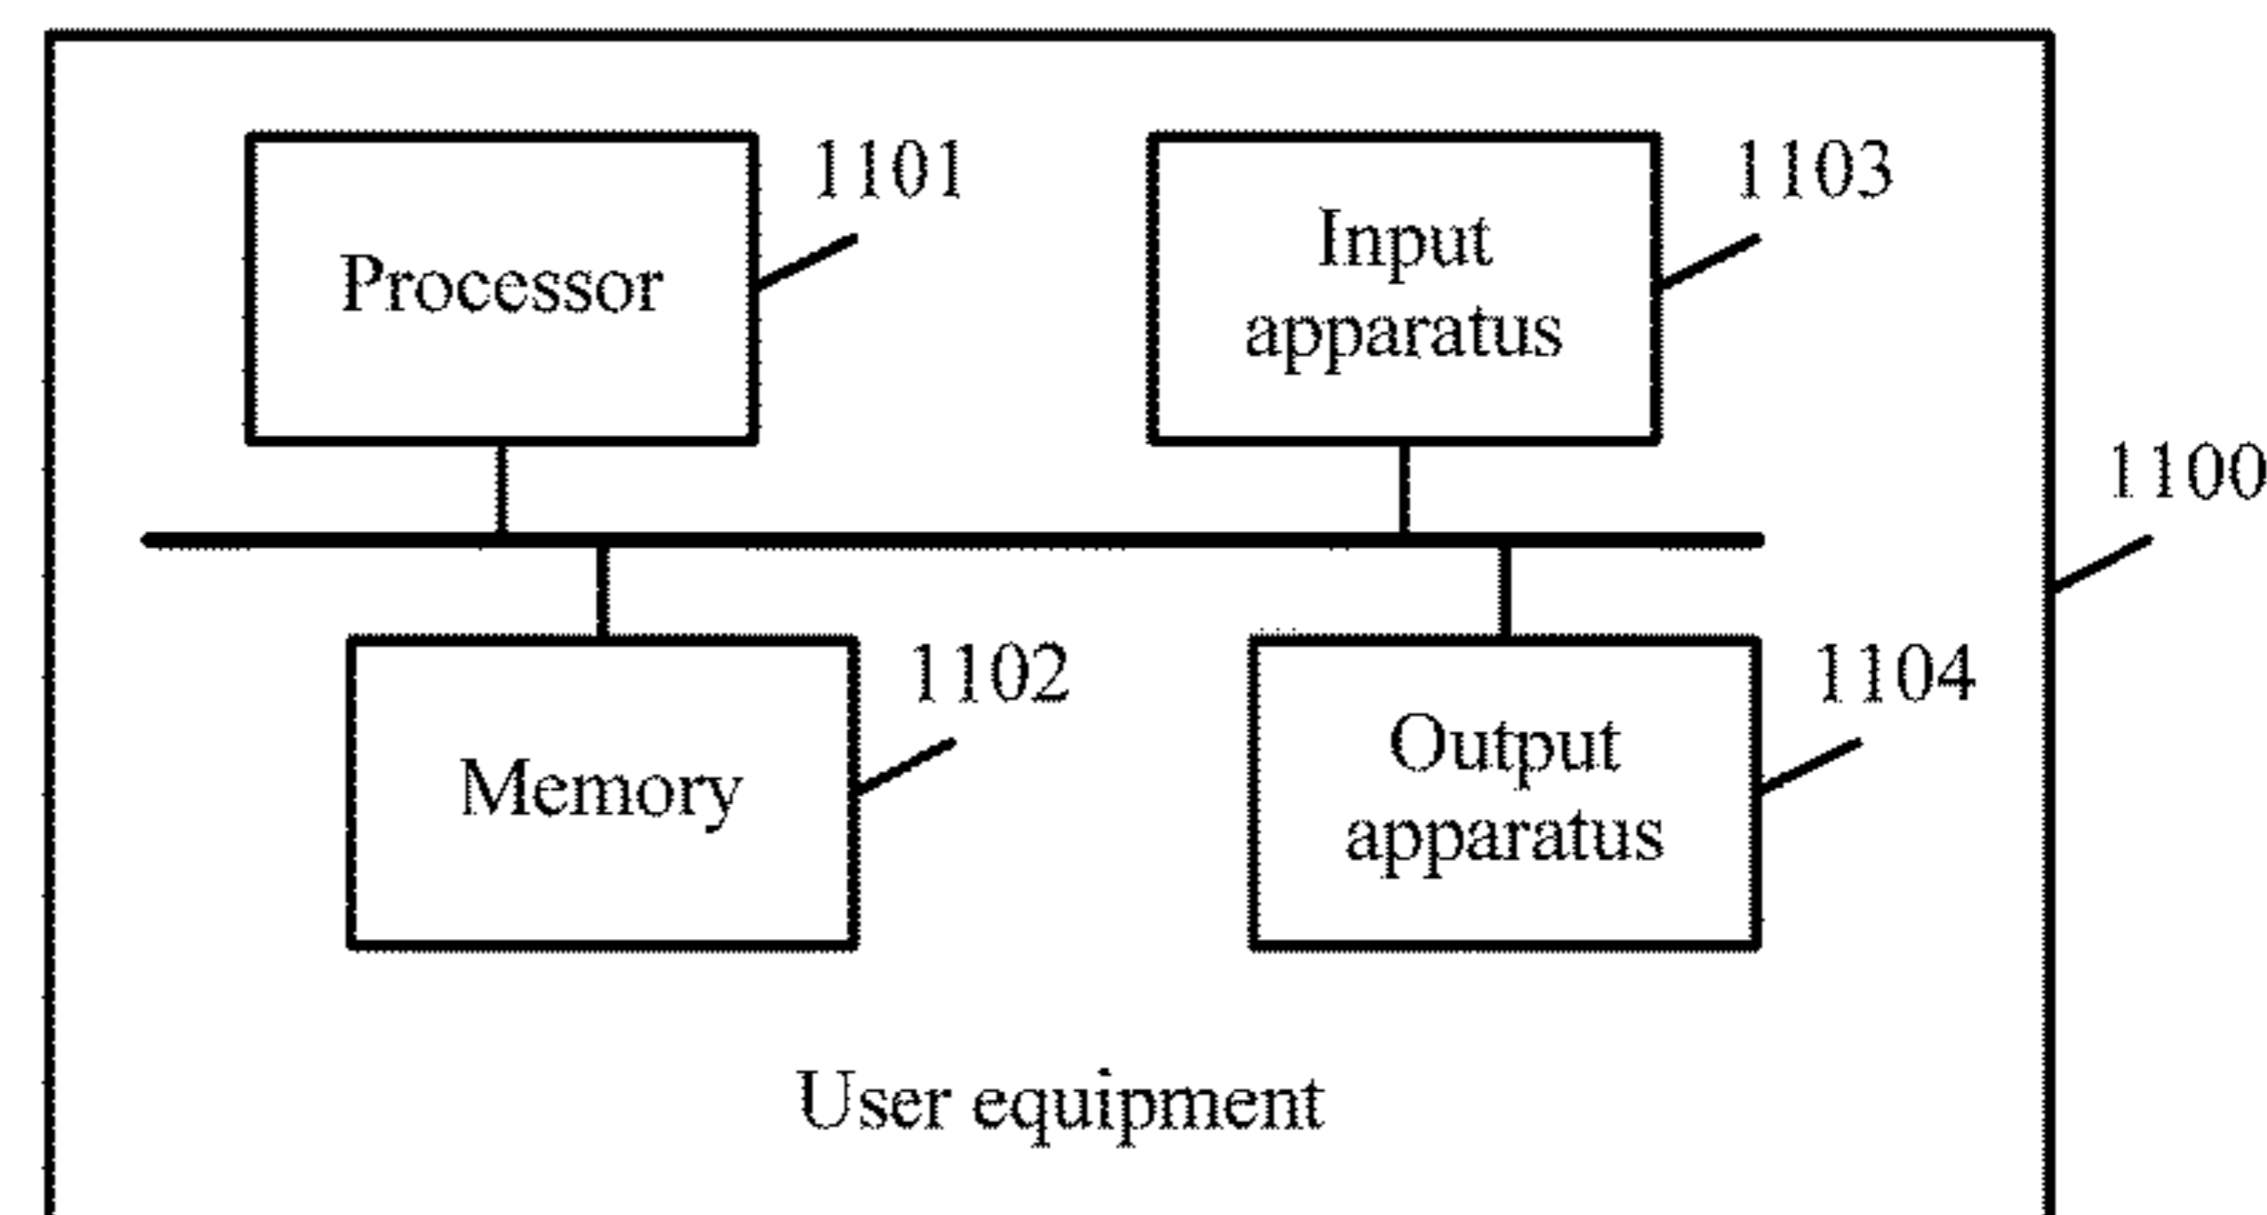 1101
Processor
1103
Input
apparatus
1100
1102
Memory
1104
Output
apparatus
User equipment